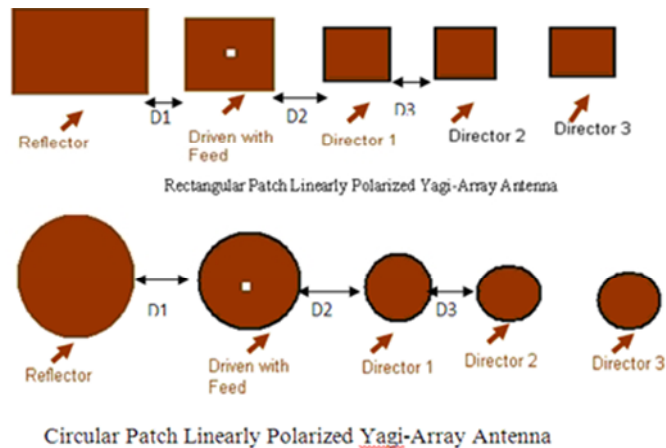 D1
D2
D3
Reflector
Driven with
Feed
Director 1
Director 2
Director 3
Rectangular Patch Linearly Polarized Yagi-Array Antenna
D1
D2
D3
Reflector
Driven with
Feed
Director 1
Director 2
Director 3
Circular Patch Linearly Polarized Yagi-Array Antenna